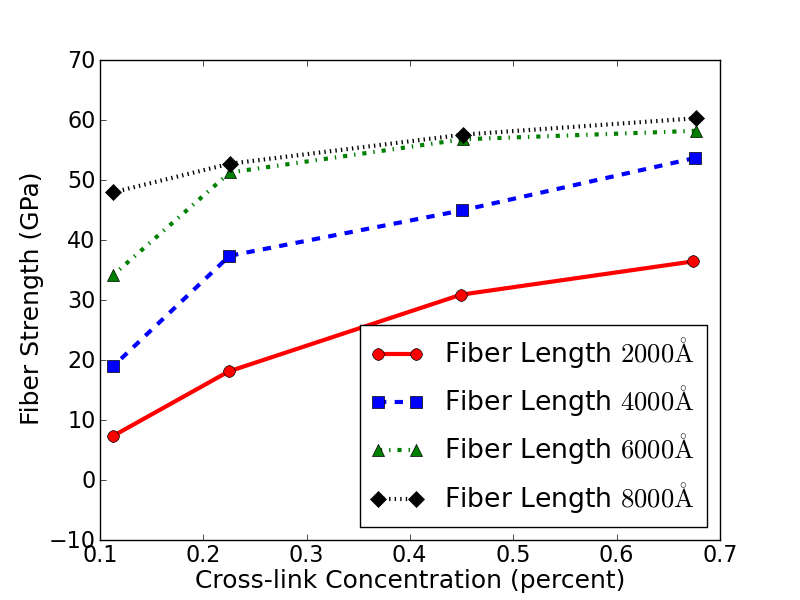 70
60
50
40
30
20
10
0
−10
Fiber Strength (GPa)
Fiber Length 2000Å
Fiber Length 4000Å
Fiber Length 6000Å
Fiber Length 8000Å
0.1 0.2 0.3 0.4 0.5 0.6 0.7
Cross-link Concentration (percent)